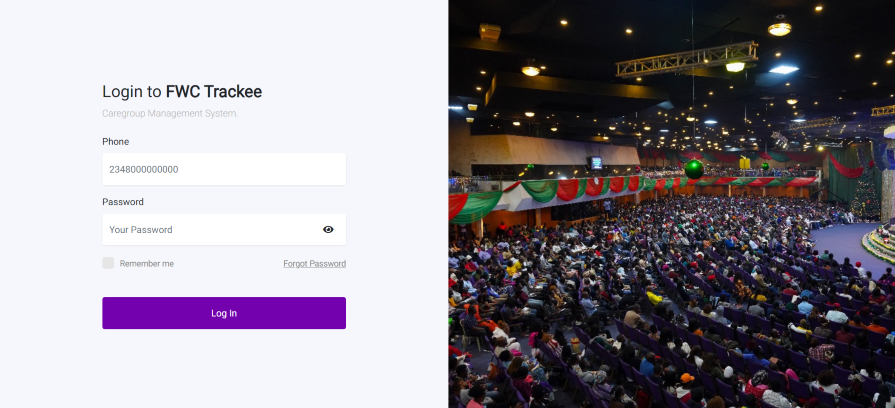 Login to FWC Trackee
Caregroup Management System.
Phone
2348000000000
Password
Your Password
Remember me
Forgot Password
Log In